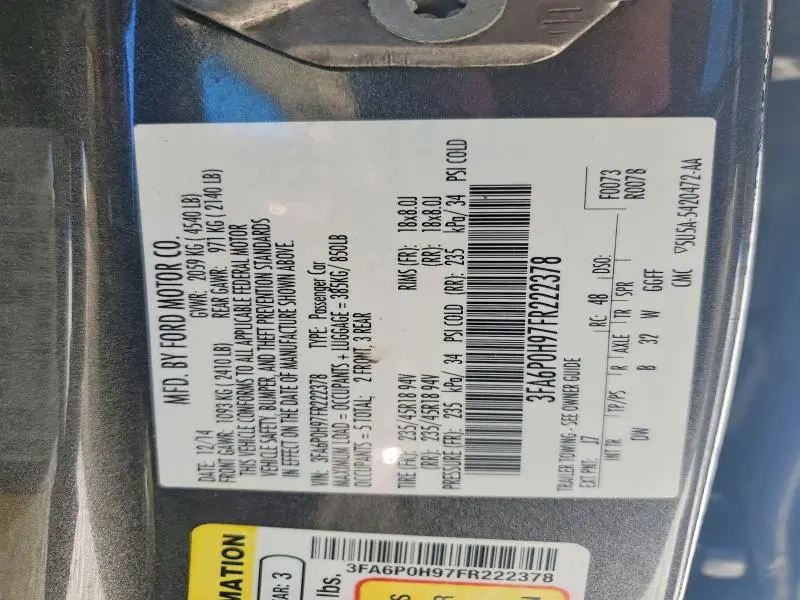 MFD. BY FORD MOTOR CO.
DATE: 12/14 GVWR: 2059 KG ( 4540 LB)
FRONT GAWR: 1093 KG ( 2410 LB) REAR GAWR: 971 KG ( 2140 LB)
THIS VEHICLE CONFORMS TO ALL APPLICABLE FEDERAL MOTOR
VEHICLE SAFETY, BUMPER, AND THEFT PREVENTION STANDARDS
IN EFFECT ON THE DATE OF MANUFACTURE SHOWN ABOVE.
VIN: 3FA6P0H97FR222378 TYPE: Passenger Car
MAXIMUM LOAD = OCCUPANTS + LUGGAGE = 385KG/ 850LB
OCCUPANTS = 5 TOTAL: 2 FRONT 3 REAR
TIRE (FR): 235/45R18 94V RIMS (FR): 18x8.0J
(RR): 235/45R18 94V (RR): 18x8.0J
PRESSURE (FR): 235 kPa/ 34 PSI COLD (RR): 235 kPa/ 34 PSI COLD
3FA6P0H97FR222378
TRAILER TOWING - SEE OWNER GUIDE
F0073
EXT PNT: J7 RC: 48 DSO: R0078
INT TR TP/PS R AXLE TR SPR
DW B 32 W GGFF
CMC 5U5A-5420472-AA
MATION
EAR: 3
3FA6P0H97FR222378
lbs.